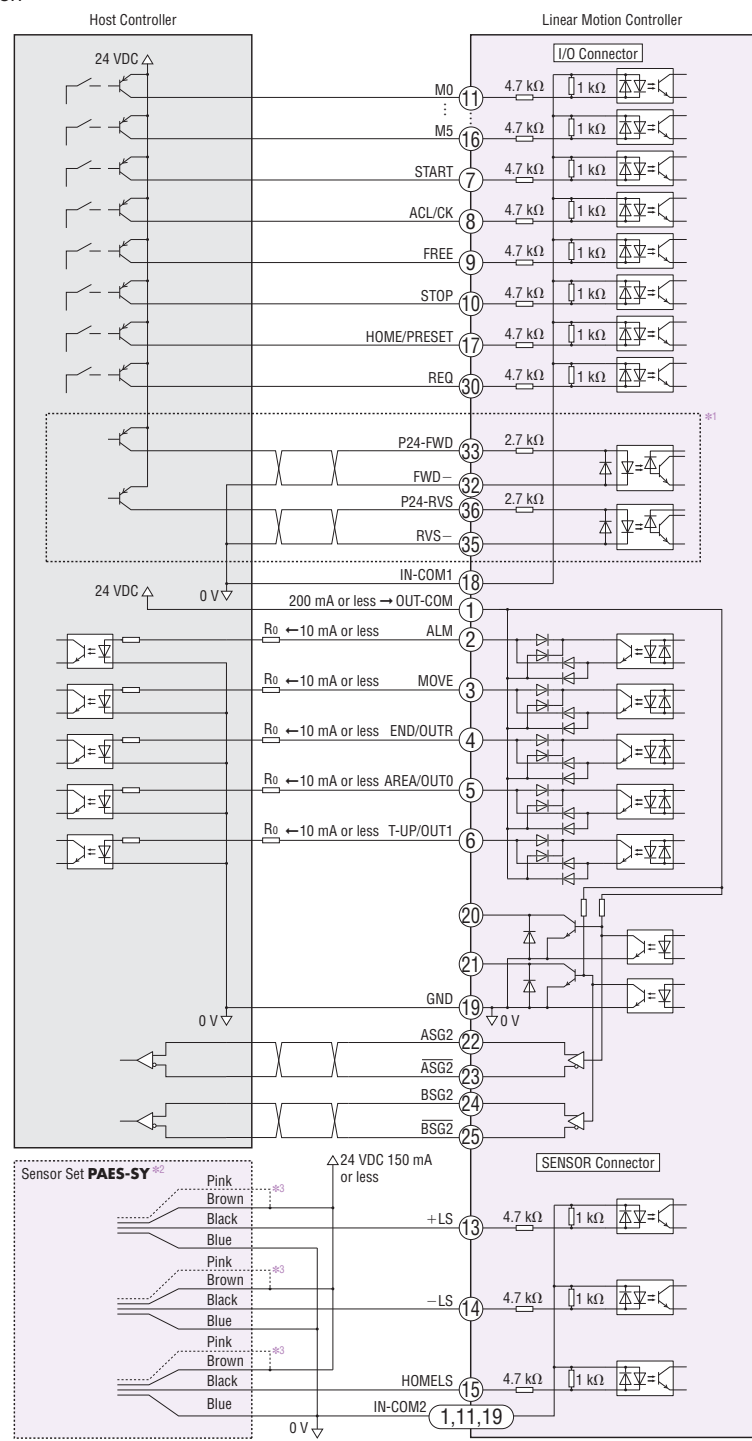 Host Controller
Linear Motion Controller
24 VDC
I/O Connector
M0 11 4.7 kΩ 1 kΩ
M5 16 4.7 kΩ 1 kΩ
START 7 4.7 kΩ 1 kΩ
ACL/CK 8 4.7 kΩ 1 kΩ
FREE 9 4.7 kΩ 1 kΩ
STOP 10 4.7 kΩ 1 kΩ
HOME/PRESET 17 4.7 kΩ 1 kΩ
REQ 30 4.7 kΩ 1 kΩ
*1
P24-FWD 33 2.7 kΩ
FWD− 32
P24-RVS 36 2.7 kΩ
RVS− 35
IN-COM1 18
24 VDC 0 V 200 mA or less → OUT-COM 1
R0 ←10 mA or less ALM 2
R0 ←10 mA or less MOVE 3
R0 ←10 mA or less END/OUTR 4
R0 ←10 mA or less AREA/OUT0 5
R0 ←10 mA or less T-UP/OUT1 6
20
21
GND 19
0 V 0 V
ASG2 22
ASG2 23
BSG2 24
BSG2 25
Sensor Set PAES-SY *2
24 VDC 150 mA
or less
SENSOR Connector
Pink *3
Brown
Black +LS 13 4.7 kΩ 1 kΩ
Blue
Pink *3
Brown
Black −LS 14 4.7 kΩ 1 kΩ
Blue
Pink *3
Brown
Black HOMELS 15 4.7 kΩ 1 kΩ
Blue IN-COM2 1,11,19
0 V